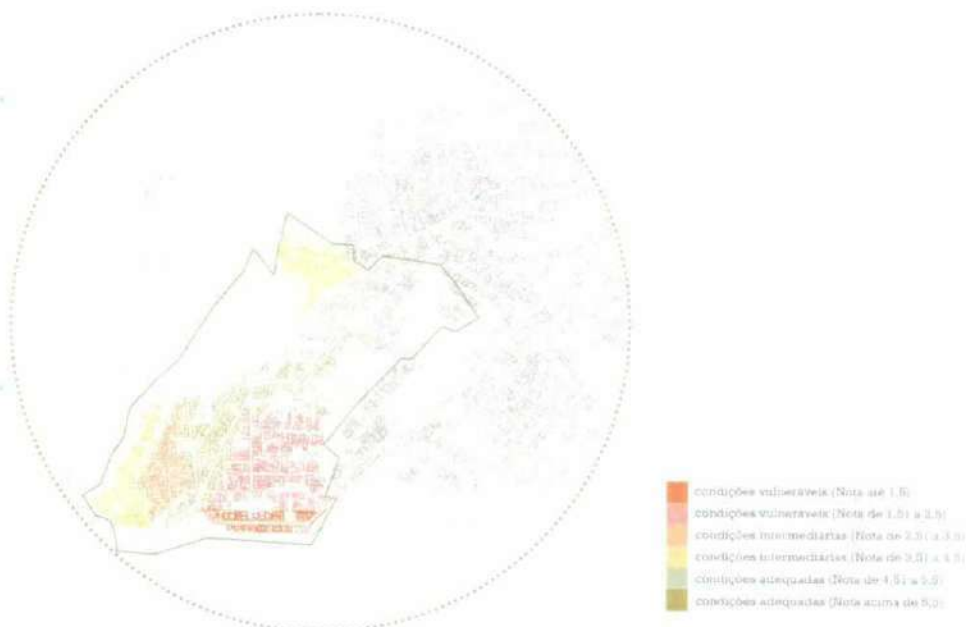 condições vulneráveis (Nota até 1,5)
condições vulneráveis (Nota de 1,51 a 2,5)
condições intermediárias (Nota de 2,51 a 3,5)
condições intermediárias (Nota de 3,51 a 4,5)
condições adequadas (Nota de 4,51 a 5,5)
condições adequadas (Nota acima de 5,5)